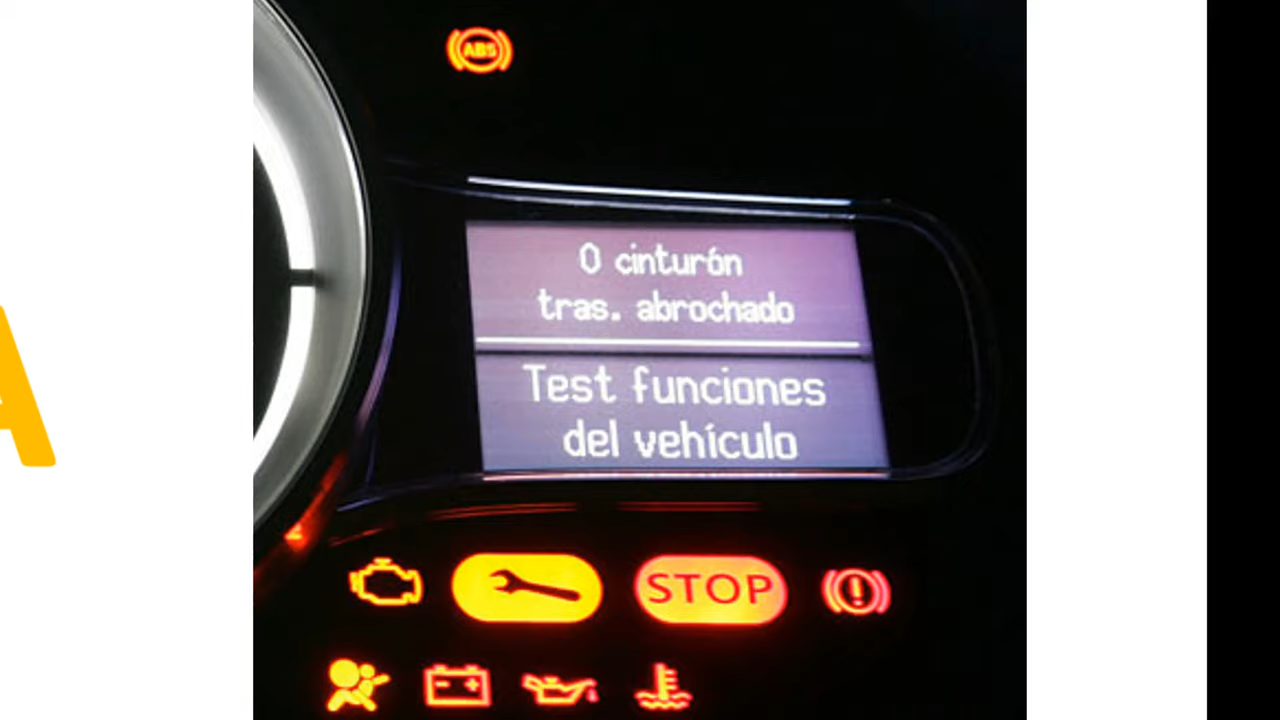 ABS
0 cinturón
tras. abrochado
Test funciones
del vehículo
STOP
A